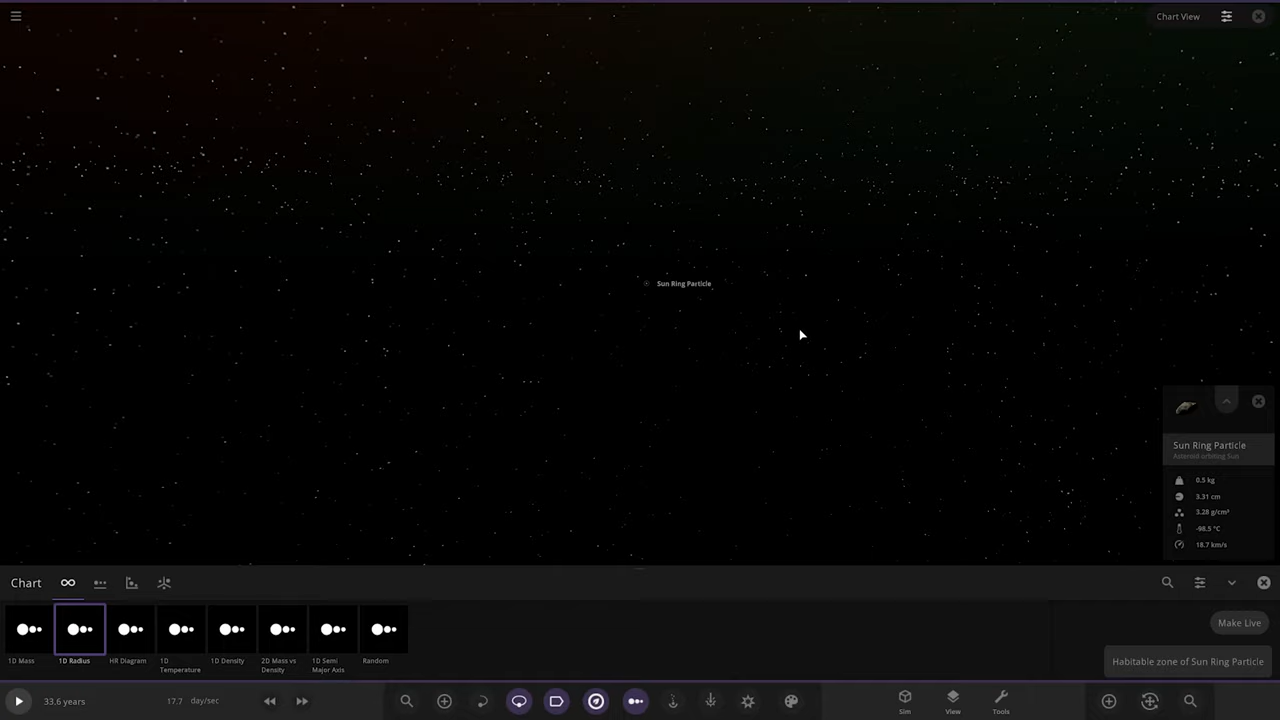 Chart View
Sun Ring Particle
Sun Ring Particle
Asteroid orbiting Sun
0.5 kg
3.31 cm
3.28 g/cm³
-98.5 °C
18.7 km/s
Chart
Make Live
1D Mass
1D Radius
HR Diagram
1D
Temperature
1D Density
2D Mass vs
Density
1D Semi
Major Axis
Random
Habitable zone of Sun Ring Particle
33.6 years
17.7 day/sec
Sim
View
Tools